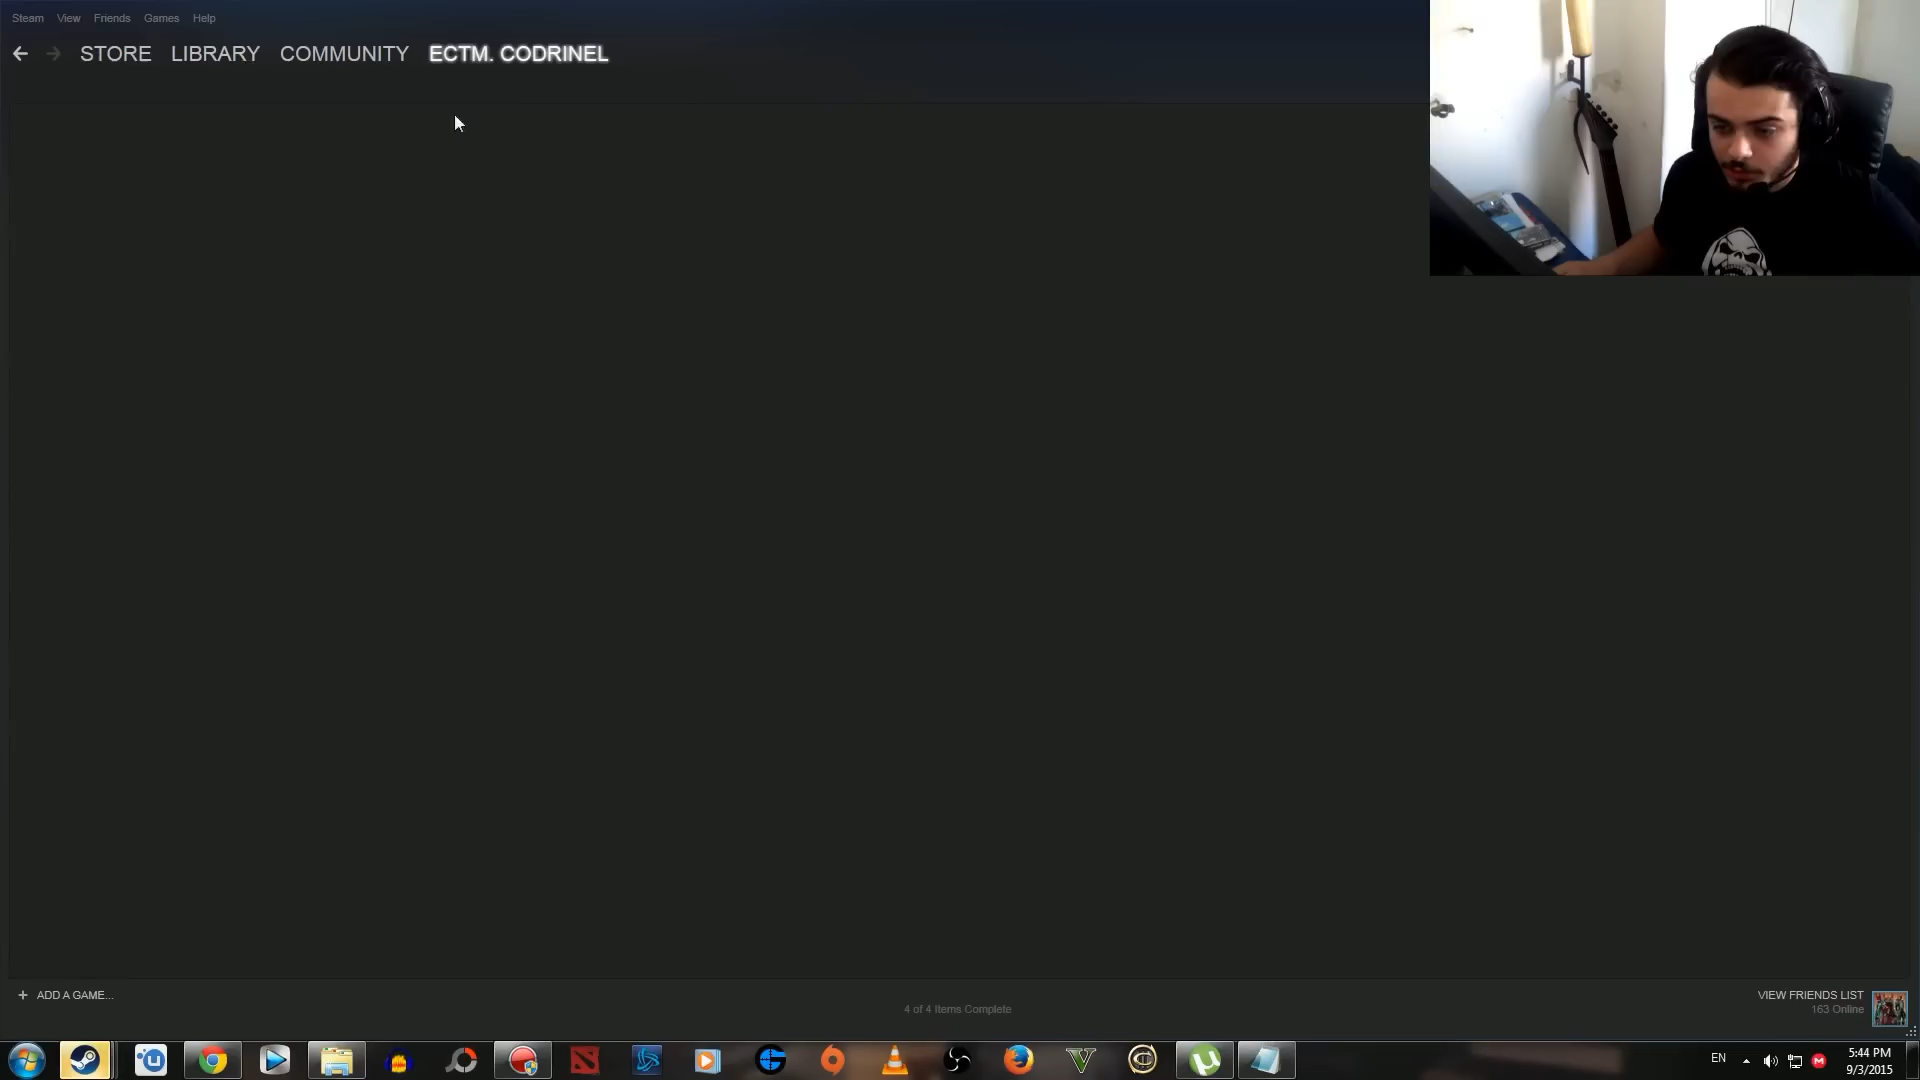 Steam View Friends Games Help
STORE LIBRARY COMMUNITY ECTM. CODRINEL
+ ADD A GAME...
4 of 4 Items Complete
VIEW FRIENDS LIST
163 Online
EN
5:44 PM
9/3/2015